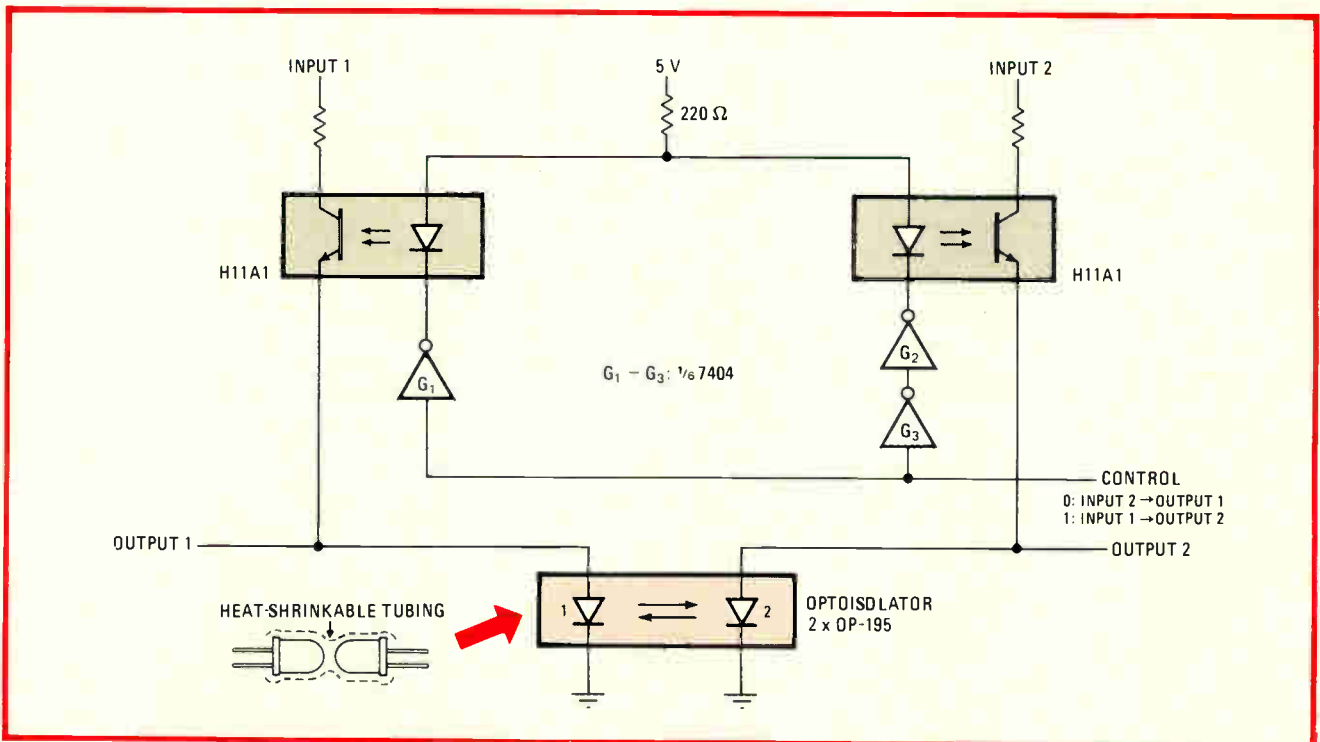 INPUT 1
5 V
INPUT 2
220 Ω
H11A1
H11A1
G₁
G₂
G₃
G₁ – G₃: 1/6 7404
CONTROL
0: INPUT 2 → OUTPUT 1
1: INPUT 1 → OUTPUT 2
OUTPUT 1
OUTPUT 2
HEAT-SHRINKABLE TUBING
1
2
OPTOISOLATOR
2 x OP-195